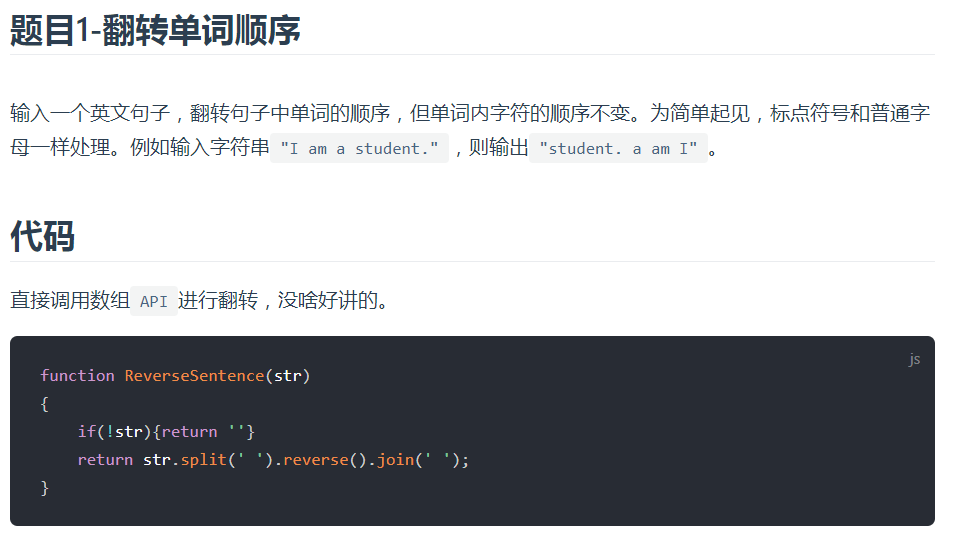 题目1-翻转单词顺序
输入一个英文句子，翻转句子中单词的顺序，但单词内字符的顺序不变。为简单起见，标点符号和普通字
母一样处理。例如输入字符串 "I am a student." ，则输出 "student. a am I" 。
代码
直接调用数组 API 进行翻转，没啥好讲的。
js
function ReverseSentence(str)
{
    if(!str){return ''}
    return str.split(' ').reverse().join(' ');
}